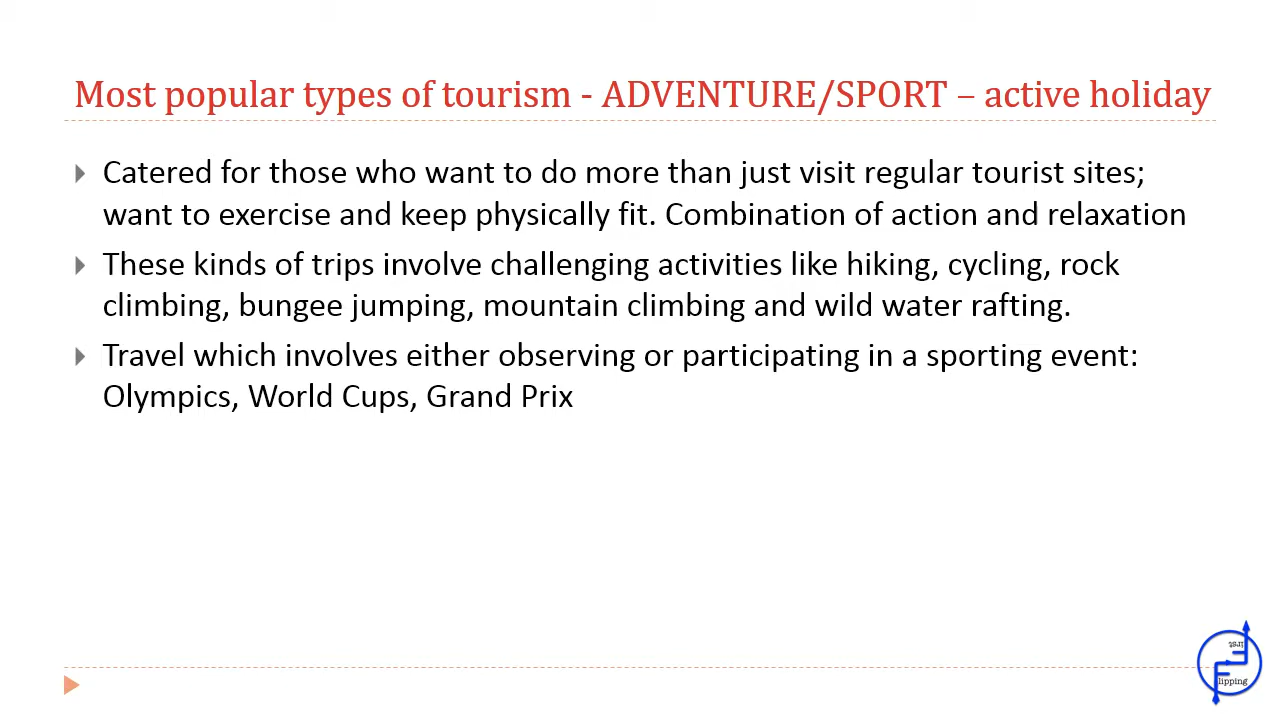 Most popular types of tourism - ADVENTURE/SPORT – active holiday
Catered for those who want to do more than just visit regular tourist sites;
want to exercise and keep physically fit. Combination of action and relaxation
These kinds of trips involve challenging activities like hiking, cycling, rock
climbing, bungee jumping, mountain climbing and wild water rafting.
Travel which involves either observing or participating in a sporting event:
Olympics, World Cups, Grand Prix
irst
lipping